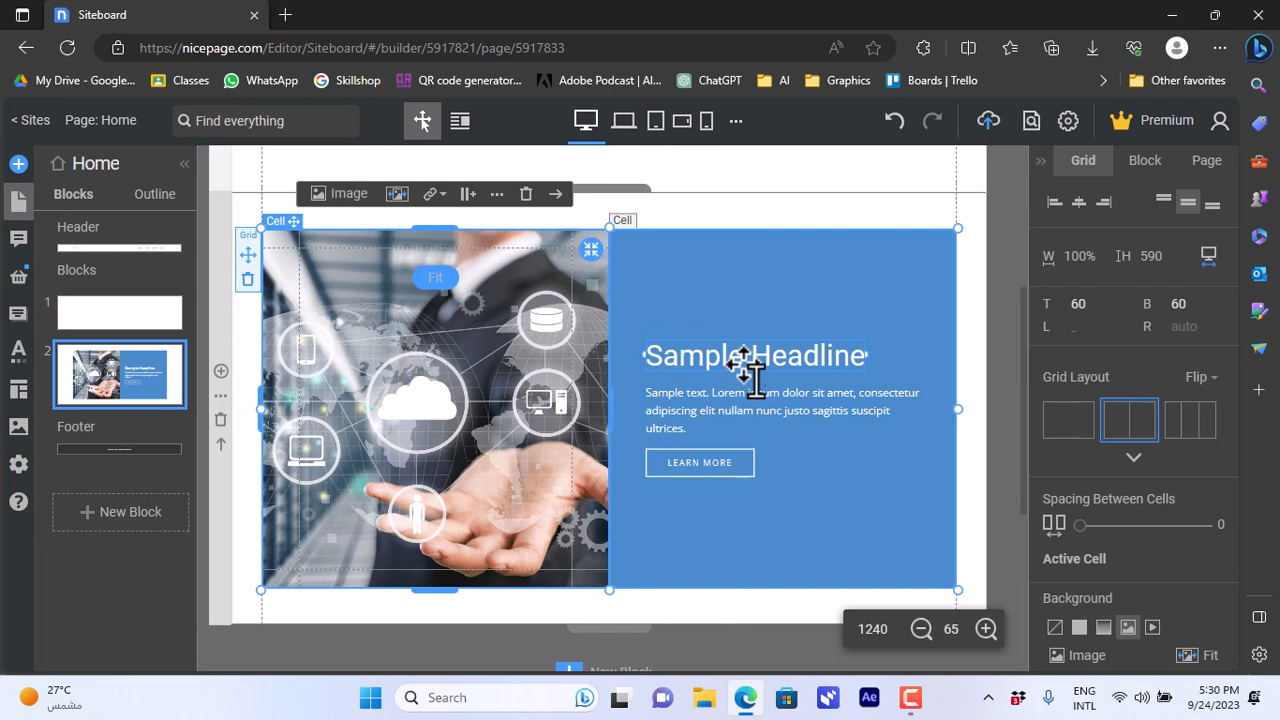 Siteboard
https://nicepage.com/Editor/Siteboard/#/builder/5917821/page/5917833
My Drive - Google...
Classes
WhatsApp
Skillshop
QR code generator...
Adobe Podcast | AI...
ChatGPT
AI
Graphics
Boards | Trello
Other favorites
< Sites
Page: Home
Find everything
Premium
Home
Blocks
Outline
Header
Blocks
1
2
Footer
New Block
Image
Cell
Cell
Grid
Fit
Sample Headline
Sample text. Lorem ipsum dolor sit amet, consectetur
adipiscing elit nullam nunc justo sagittis suscipit
ultrices.
LEARN MORE
1240
65
New Block
Grid
Block
Page
W 100%
H 590
T 60
B 60
L _
R auto
Grid Layout
Flip
Spacing Between Cells
0
Active Cell
Background
Image
Fit
27°C
مشمس
Search
ENG
INTL
5:30 PM
9/24/2023